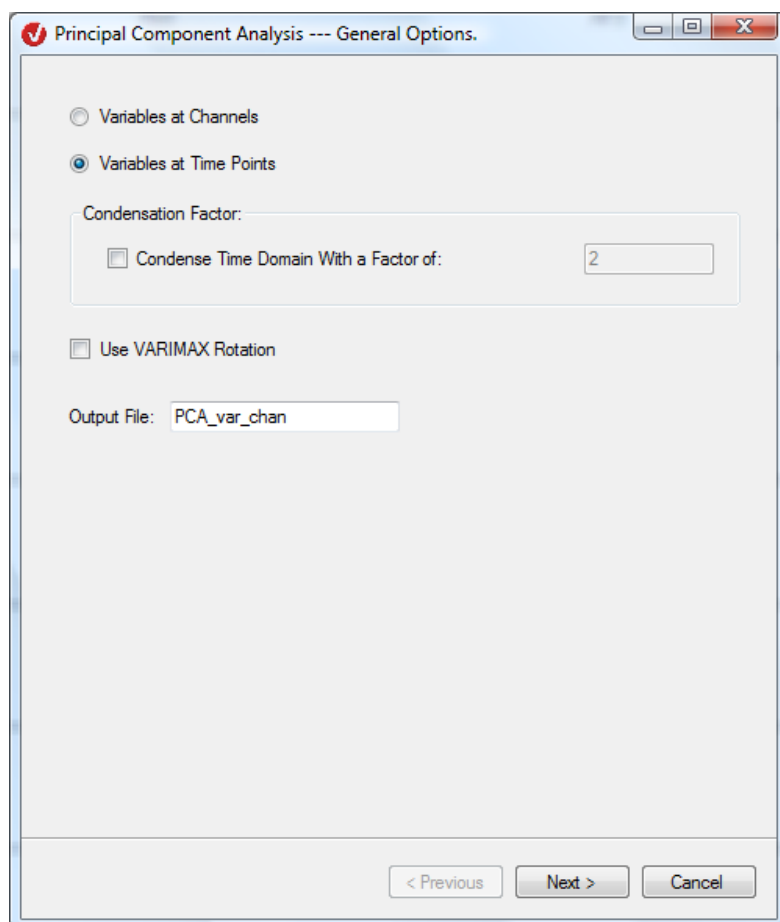 Principal Component Analysis --- General Options.
Variables at Channels
Variables at Time Points
Condensation Factor:
Condense Time Domain With a Factor of: 2
Use VARIMAX Rotation
Output File: PCA_var_chan
< Previous Next > Cancel